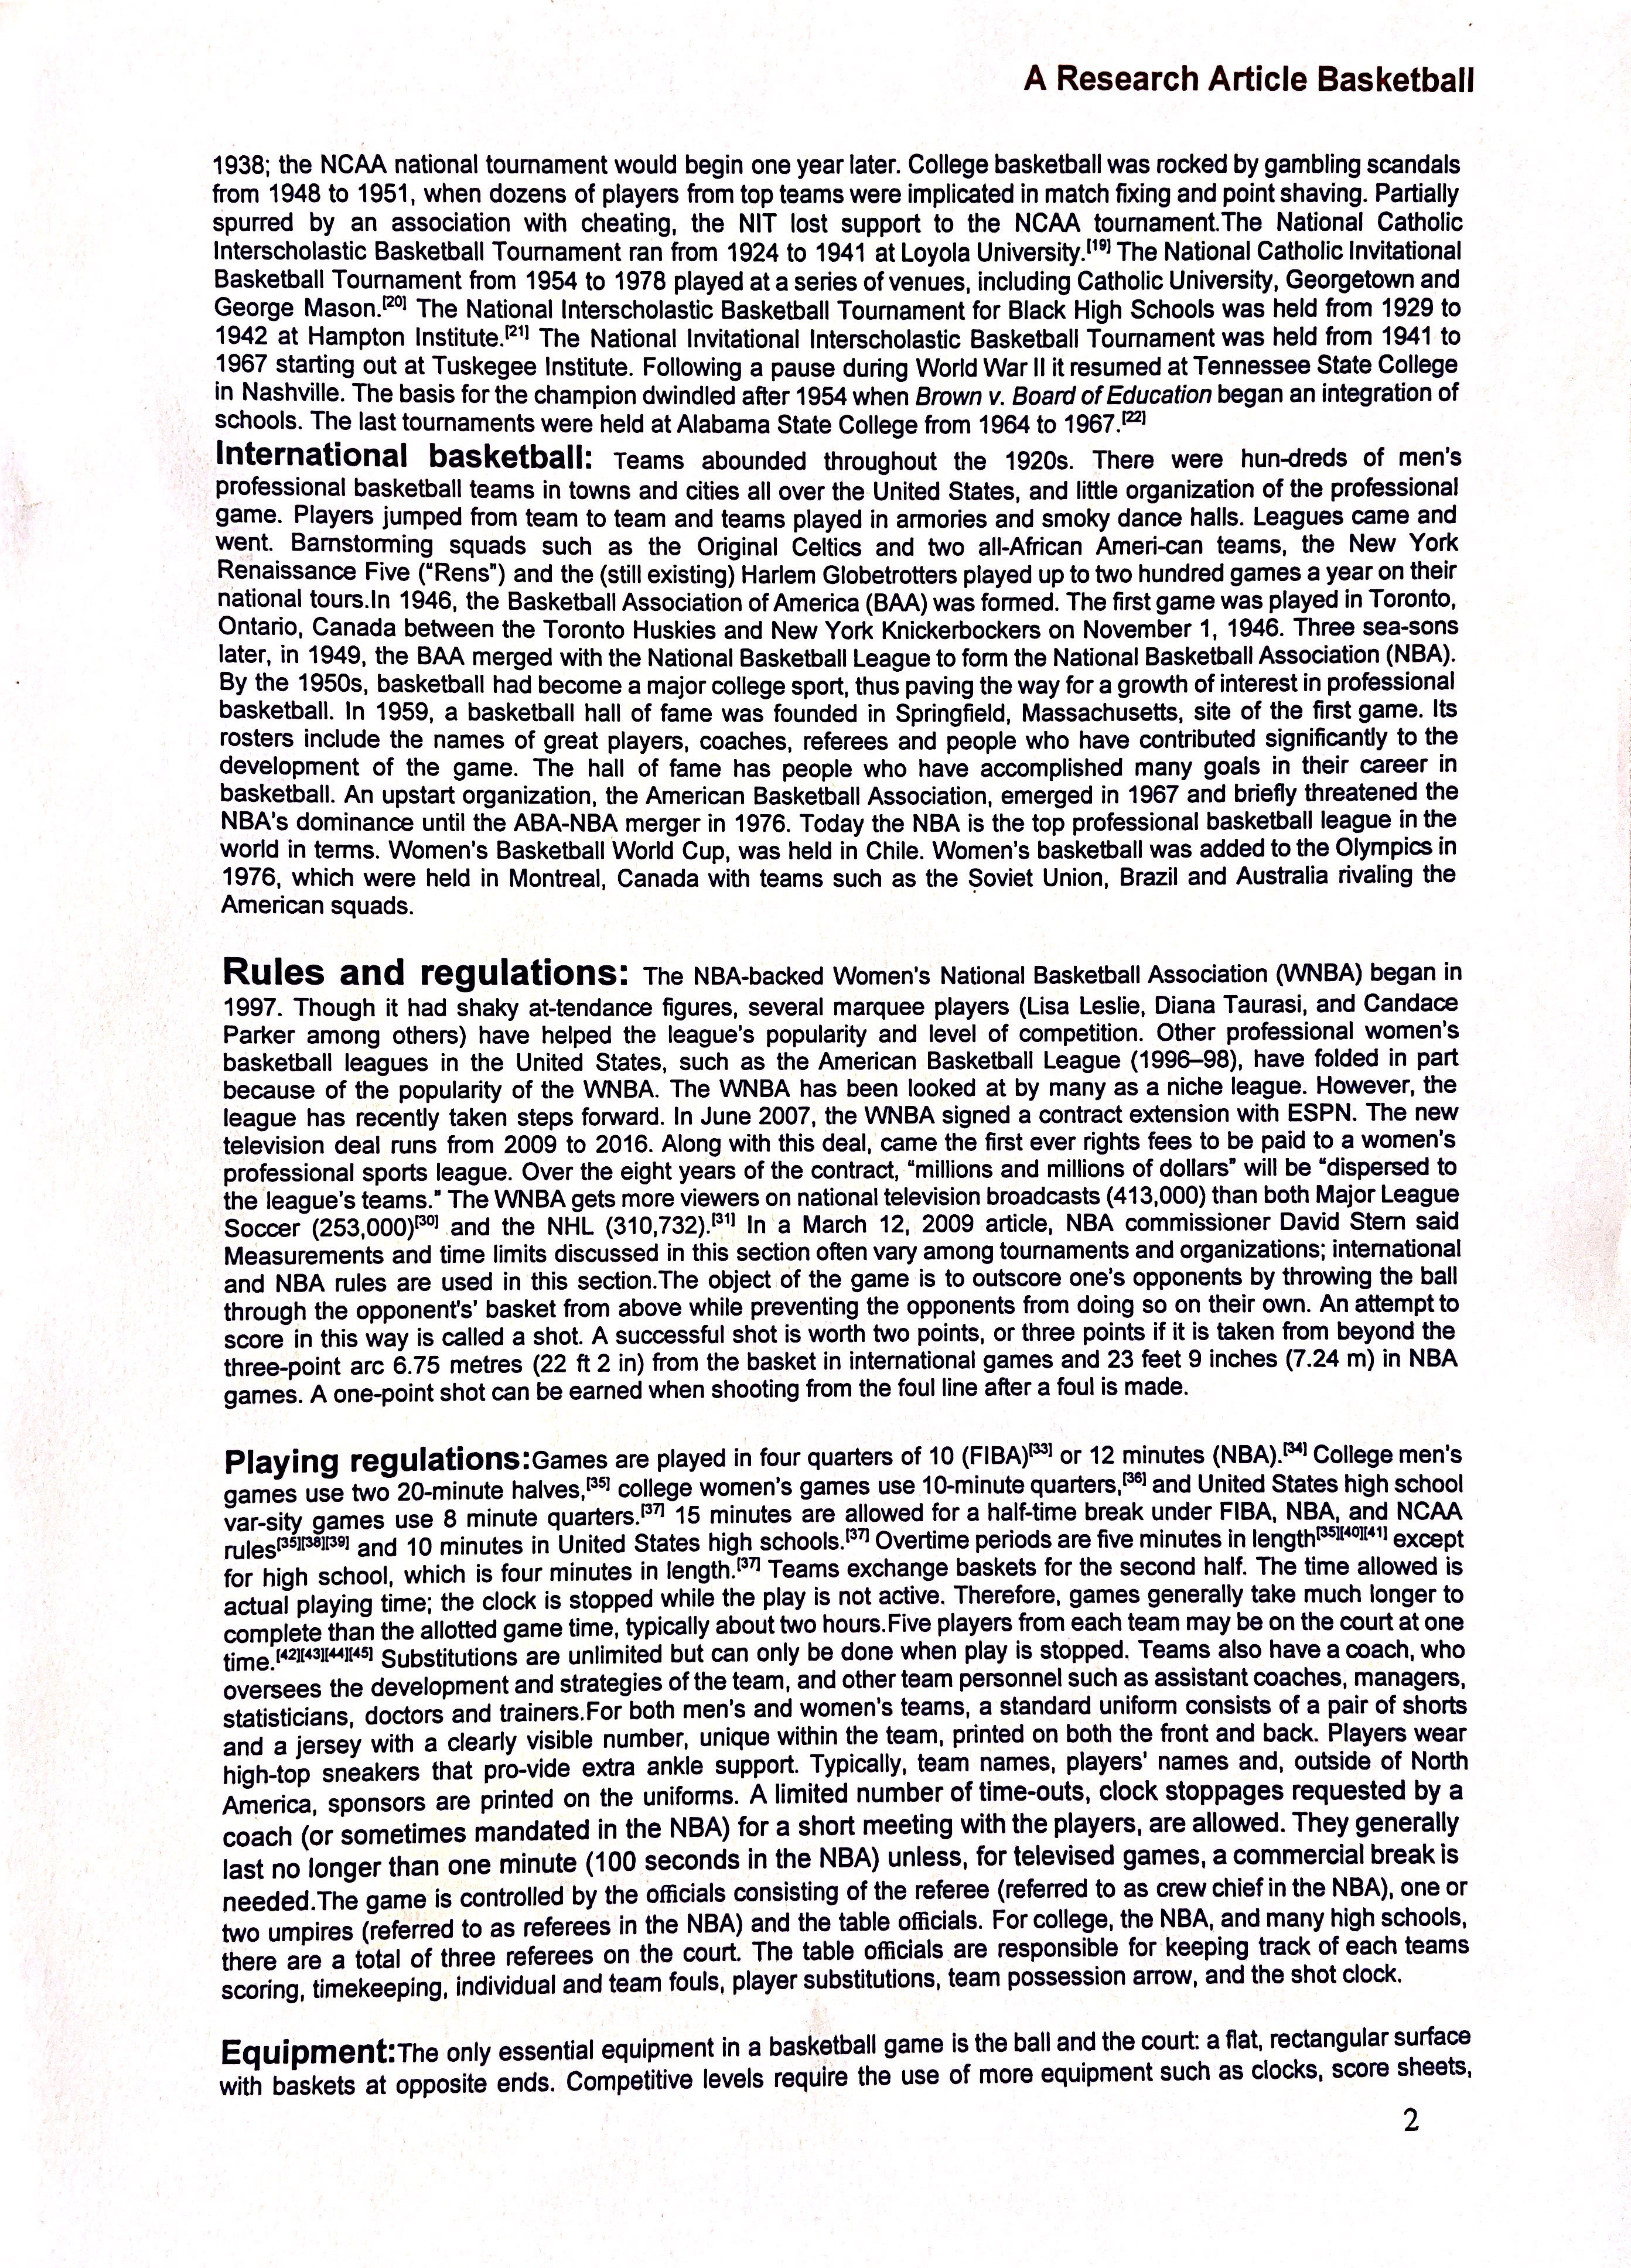 A Research Article Basketball
1938; the NCAA national tournament would begin one year later. College basketball was rocked by gambling scandals
from 1948 to 1951, when dozens of players from top teams were implicated in match fixing and point shaving. Partially
spurred by an association with cheating, the NIT lost support to the NCAA tournament.The National Catholic
Interscholastic Basketball Tournament ran from 1924 to 1941 at Loyola University.[19] The National Catholic Invitational
Basketball Tournament from 1954 to 1978 played at a series of venues, including Catholic University, Georgetown and
George Mason.[20] The National Interscholastic Basketball Tournament for Black High Schools was held from 1929 to
1942 at Hampton Institute.[21] The National Invitational Interscholastic Basketball Tournament was held from 1941 to
1967 starting out at Tuskegee Institute. Following a pause during World War II it resumed at Tennessee State College
in Nashville. The basis for the champion dwindled after 1954 when Brown v. Board of Education began an integration of
schools. The last tournaments were held at Alabama State College from 1964 to 1967.[22]
International basketball: Teams abounded throughout the 1920s. There were hun-dreds of men's
professional basketball teams in towns and cities all over the United States, and little organization of the professional
game. Players jumped from team to team and teams played in armories and smoky dance halls. Leagues came and
went. Barnstorming squads such as the Original Celtics and two all-African Ameri-can teams, the New York
Renaissance Five ("Rens") and the (still existing) Harlem Globetrotters played up to two hundred games a year on their
national tours.In 1946, the Basketball Association of America (BAA) was formed. The first game was played in Toronto,
Ontario, Canada between the Toronto Huskies and New York Knickerbockers on November 1, 1946. Three sea-sons
later, in 1949, the BAA merged with the National Basketball League to form the National Basketball Association (NBA).
By the 1950s, basketball had become a major college sport, thus paving the way for a growth of interest in professional
basketball. In 1959, a basketball hall of fame was founded in Springfield, Massachusetts, site of the first game. Its
rosters include the names of great players, coaches, referees and people who have contributed significantly to the
development of the game. The hall of fame has people who have accomplished many goals in their career in
basketball. An upstart organization, the American Basketball Association, emerged in 1967 and briefly threatened the
NBA's dominance until the ABA-NBA merger in 1976. Today the NBA is the top professional basketball league in the
world in terms. Women's Basketball World Cup, was held in Chile. Women's basketball was added to the Olympics in
1976, which were held in Montreal, Canada with teams such as the Soviet Union, Brazil and Australia rivaling the
American squads.
Rules and regulations: The NBA-backed Women's National Basketball Association (WNBA) began in
1997. Though it had shaky at-tendance figures, several marquee players (Lisa Leslie, Diana Taurasi, and Candace
Parker among others) have helped the league's popularity and level of competition. Other professional women's
basketball leagues in the United States, such as the American Basketball League (1996–98), have folded in part
because of the popularity of the WNBA. The WNBA has been looked at by many as a niche league. However, the
league has recently taken steps forward. In June 2007, the WNBA signed a contract extension with ESPN. The new
television deal runs from 2009 to 2016. Along with this deal, came the first ever rights fees to be paid to a women's
professional sports league. Over the eight years of the contract, "millions and millions of dollars" will be "dispersed to
the league's teams." The WNBA gets more viewers on national television broadcasts (413,000) than both Major League
Soccer (253,000)[30] and the NHL (310,732).[31] In a March 12, 2009 article, NBA commissioner David Stern said
Measurements and time limits discussed in this section often vary among tournaments and organizations; international
and NBA rules are used in this section.The object of the game is to outscore one's opponents by throwing the ball
through the opponent's' basket from above while preventing the opponents from doing so on their own. An attempt to
score in this way is called a shot. A successful shot is worth two points, or three points if it is taken from beyond the
three-point arc 6.75 metres (22 ft 2 in) from the basket in international games and 23 feet 9 inches (7.24 m) in NBA
games. A one-point shot can be earned when shooting from the foul line after a foul is made.
Playing regulations:Games are played in four quarters of 10 (FIBA)[33] or 12 minutes (NBA).[34] College men's
games use two 20-minute halves,[35] college women's games use 10-minute quarters,[36] and United States high school
var-sity games use 8 minute quarters.[37] 15 minutes are allowed for a half-time break under FIBA, NBA, and NCAA
rules[35][38][39] and 10 minutes in United States high schools.[37] Overtime periods are five minutes in length[35][40][41] except
for high school, which is four minutes in length.[37] Teams exchange baskets for the second half. The time allowed is
actual playing time; the clock is stopped while the play is not active. Therefore, games generally take much longer to
complete than the allotted game time, typically about two hours.Five players from each team may be on the court at one
time.[42][43][44][45] Substitutions are unlimited but can only be done when play is stopped. Teams also have a coach, who
oversees the development and strategies of the team, and other team personnel such as assistant coaches, managers,
statisticians, doctors and trainers.For both men's and women's teams, a standard uniform consists of a pair of shorts
and a jersey with a clearly visible number, unique within the team, printed on both the front and back. Players wear
high-top sneakers that pro-vide extra ankle support. Typically, team names, players' names and, outside of North
America, sponsors are printed on the uniforms. A limited number of time-outs, clock stoppages requested by a
coach (or sometimes mandated in the NBA) for a short meeting with the players, are allowed. They generally
last no longer than one minute (100 seconds in the NBA) unless, for televised games, a commercial break is
needed.The game is controlled by the officials consisting of the referee (referred to as crew chief in the NBA), one or
two umpires (referred to as referees in the NBA) and the table officials. For college, the NBA, and many high schools,
there are a total of three referees on the court. The table officials are responsible for keeping track of each teams
scoring, timekeeping, individual and team fouls, player substitutions, team possession arrow, and the shot clock.
Equipment:The only essential equipment in a basketball game is the ball and the court: a flat, rectangular surface
with baskets at opposite ends. Competitive levels require the use of more equipment such as clocks, score sheets,
2